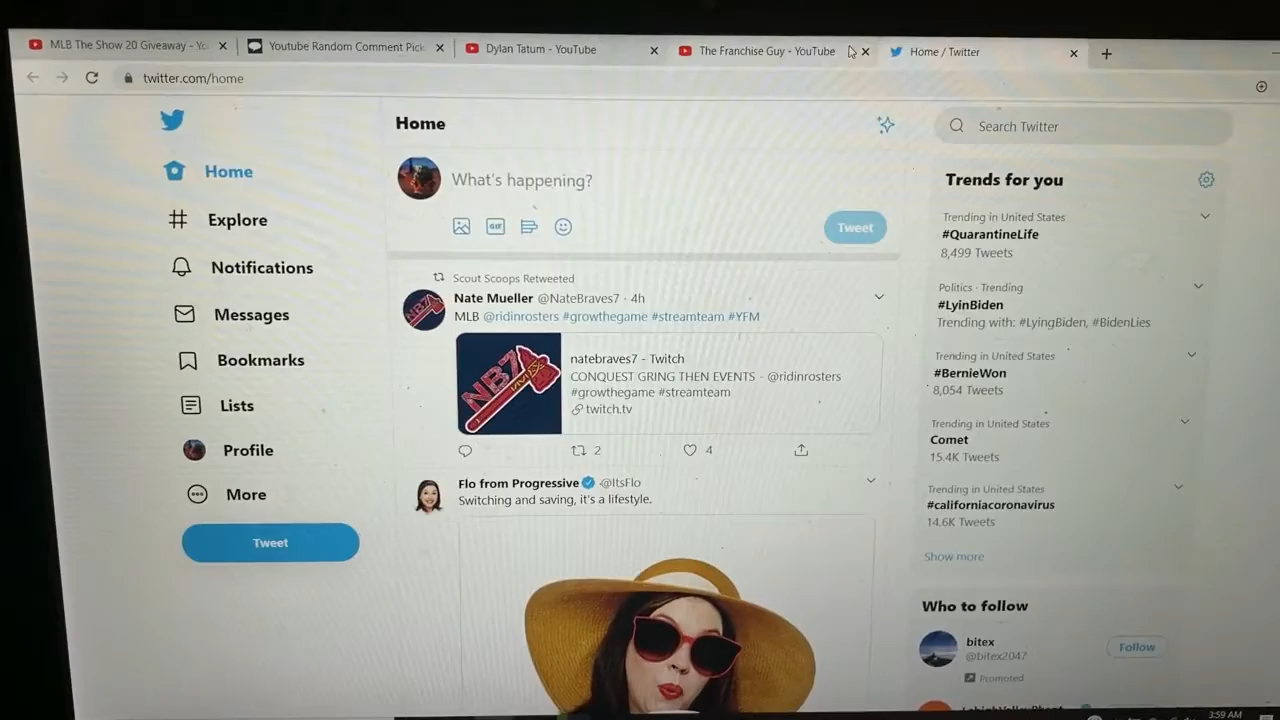 MLB The Show 20 Giveaway - Yo
Youtube Random Comment Pick
Dylan Tatum - YouTube
The Franchise Guy - YouTube
Home / Twitter
twitter.com/home
Home
Explore
Notifications
Messages
Bookmarks
Lists
Profile
More
Tweet
Home
What's happening?
GIF
Tweet
Scout Scoops Retweeted
Nate Mueller @NateBraves7 · 4h
MLB @ridinrosters #growthegame #streamteam #YFM
NB7
NB7
natebraves7 - Twitch
CONQUEST GRING THEN EVENTS - @ridinrosters
#growthegame #streamteam
twitch.tv
2
4
Flo from Progressive @ItsFlo
Switching and saving, it's a lifestyle.
Search Twitter
Trends for you
Trending in United States
#QuarantineLife
8,499 Tweets
Politics · Trending
#LyinBiden
Trending with: #LyingBiden, #BidenLies
Trending in United States
#BernieWon
8,054 Tweets
Trending in United States
Comet
15.4K Tweets
Trending in United States
#californiacoronavirus
14.6K Tweets
Show more
Who to follow
bitex
@bitex2047
Follow
Promoted
3:59 AM